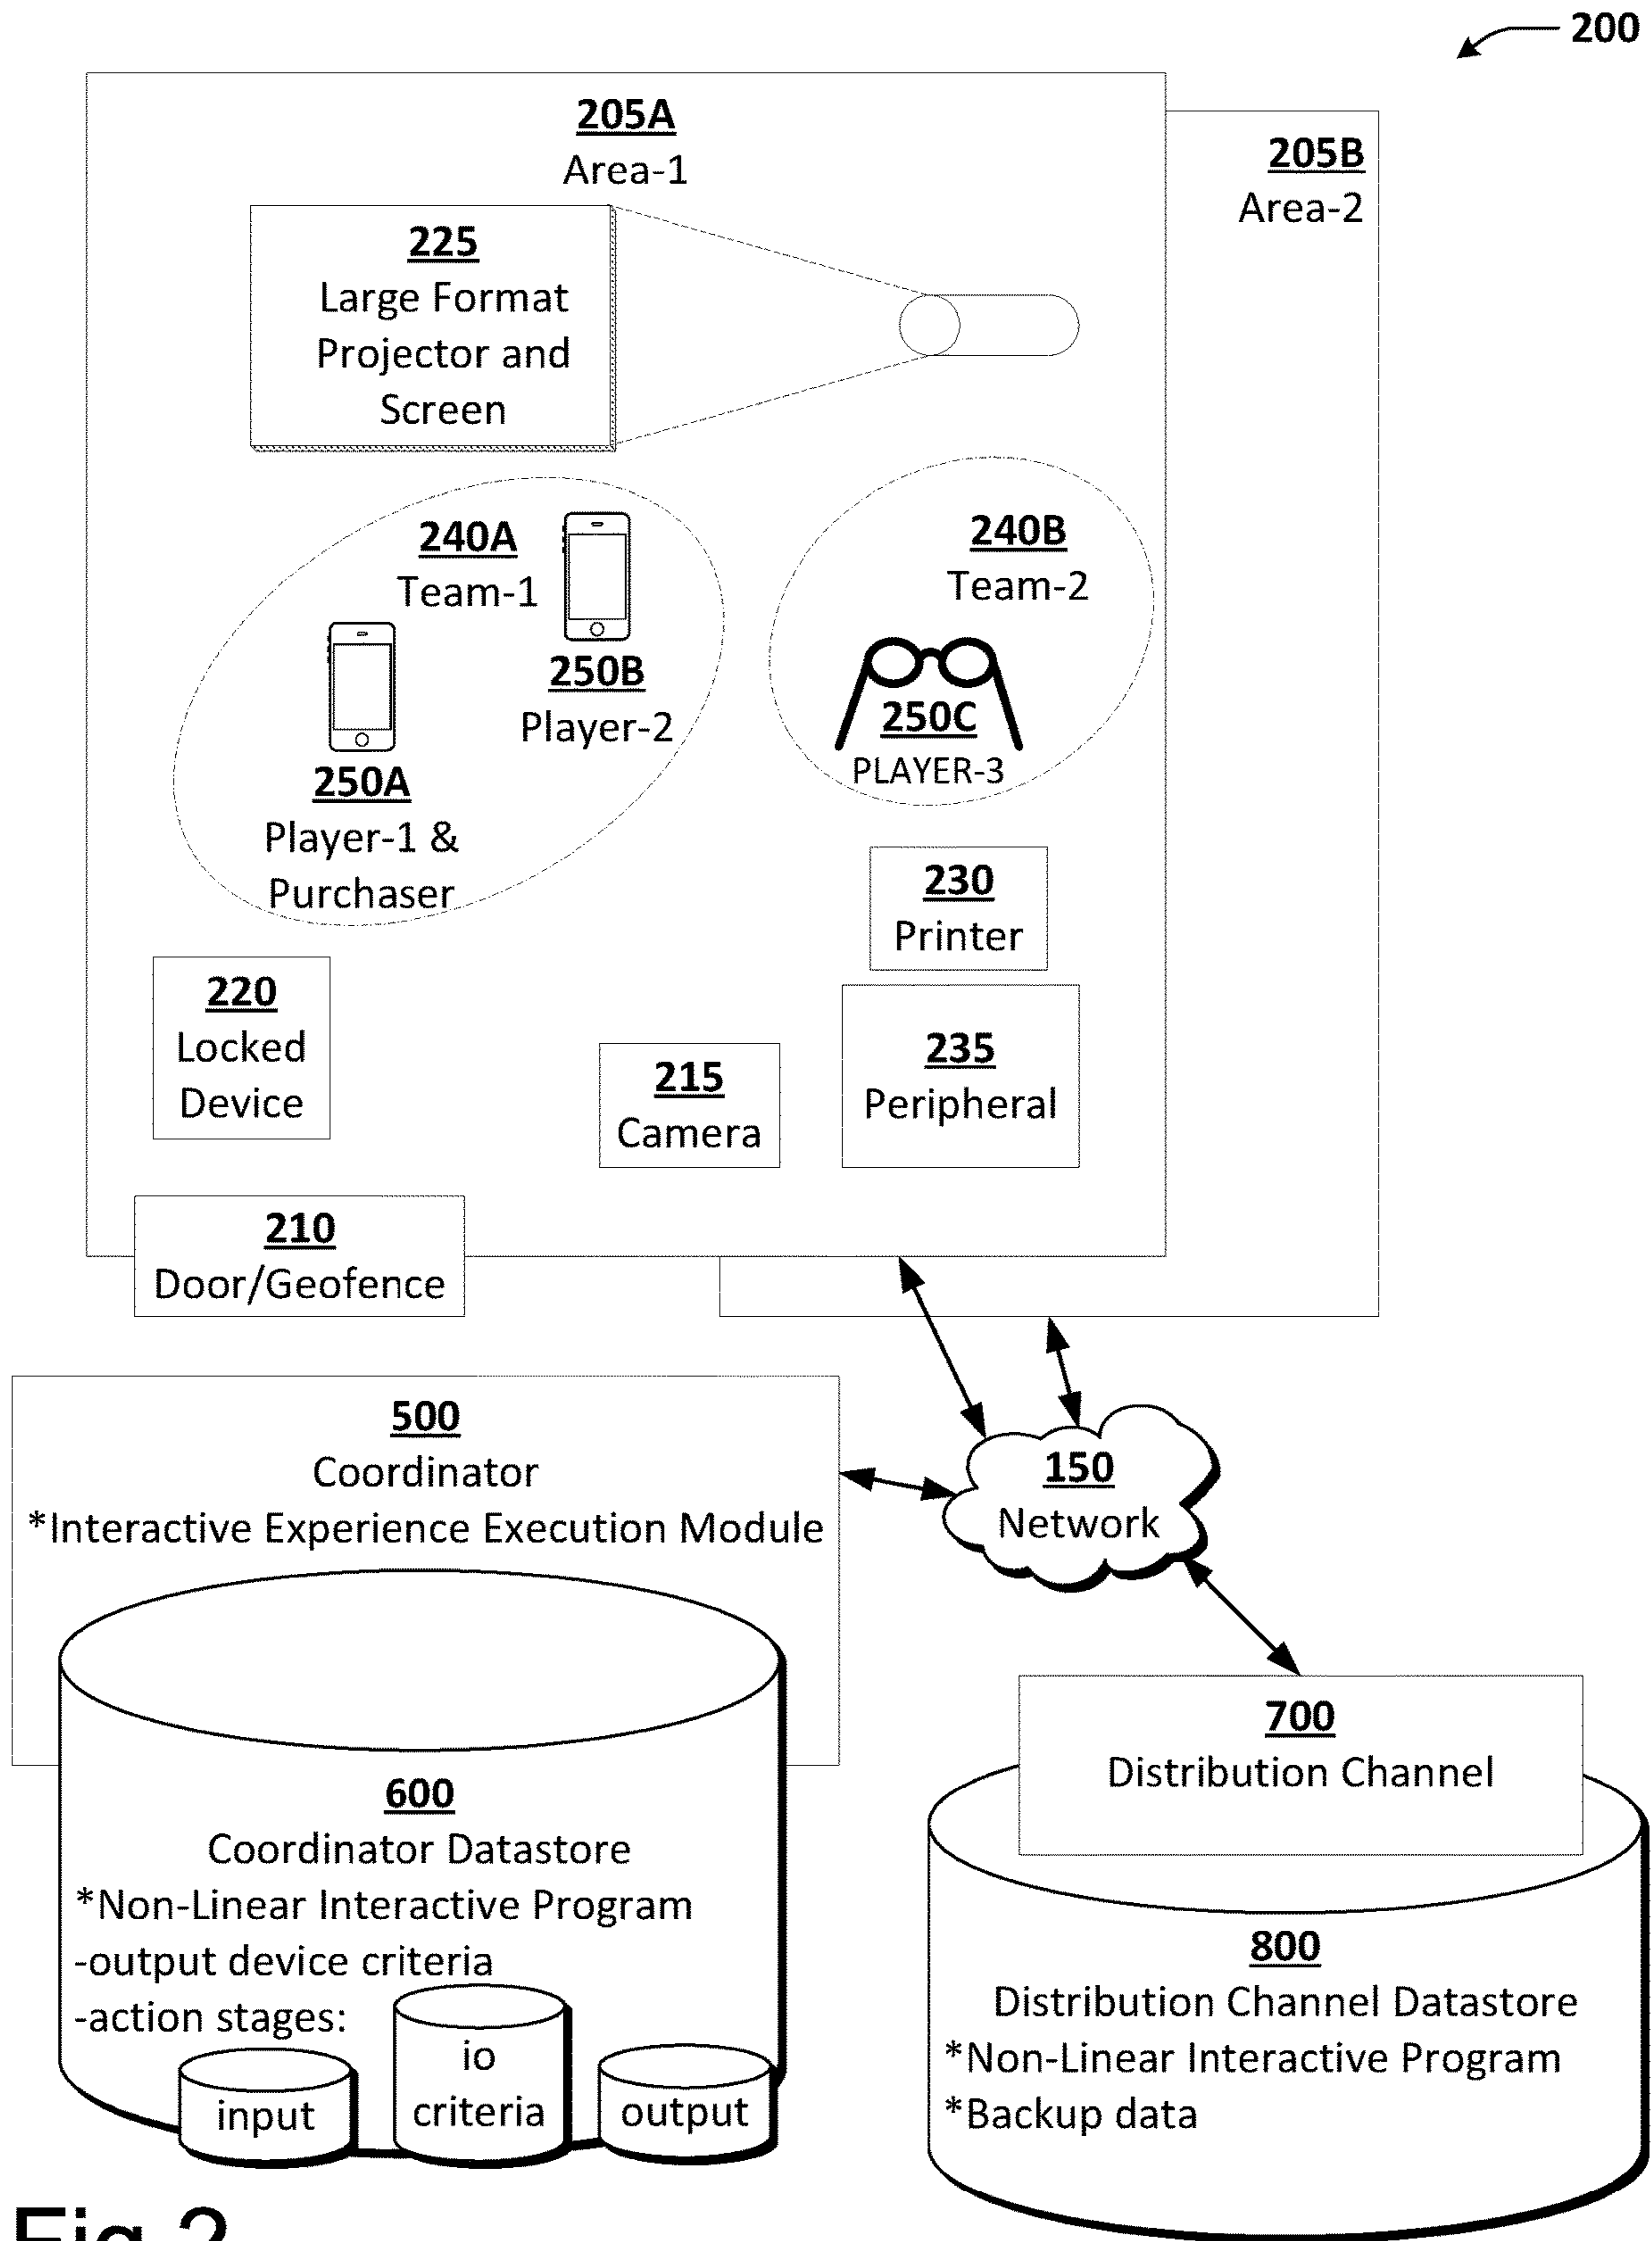 200
205A
Area-1
205B
Area-2
225
Large Format
Projector and
Screen
240A
Team-1
250B
Player-2
250A
Player-1 &
Purchaser
240B
Team-2
250C
PLAYER-3
230
Printer
220
Locked
Device
215
Camera
235
Peripheral
210
Door/Geofence
500
Coordinator
*Interactive Experience Execution Module
150
Network
600
Coordinator Datastore
*Non-Linear Interactive Program
-output device criteria
-action stages:
input
io
criteria
output
700
Distribution Channel
800
Distribution Channel Datastore
*Non-Linear Interactive Program
*Backup data
Fig.2